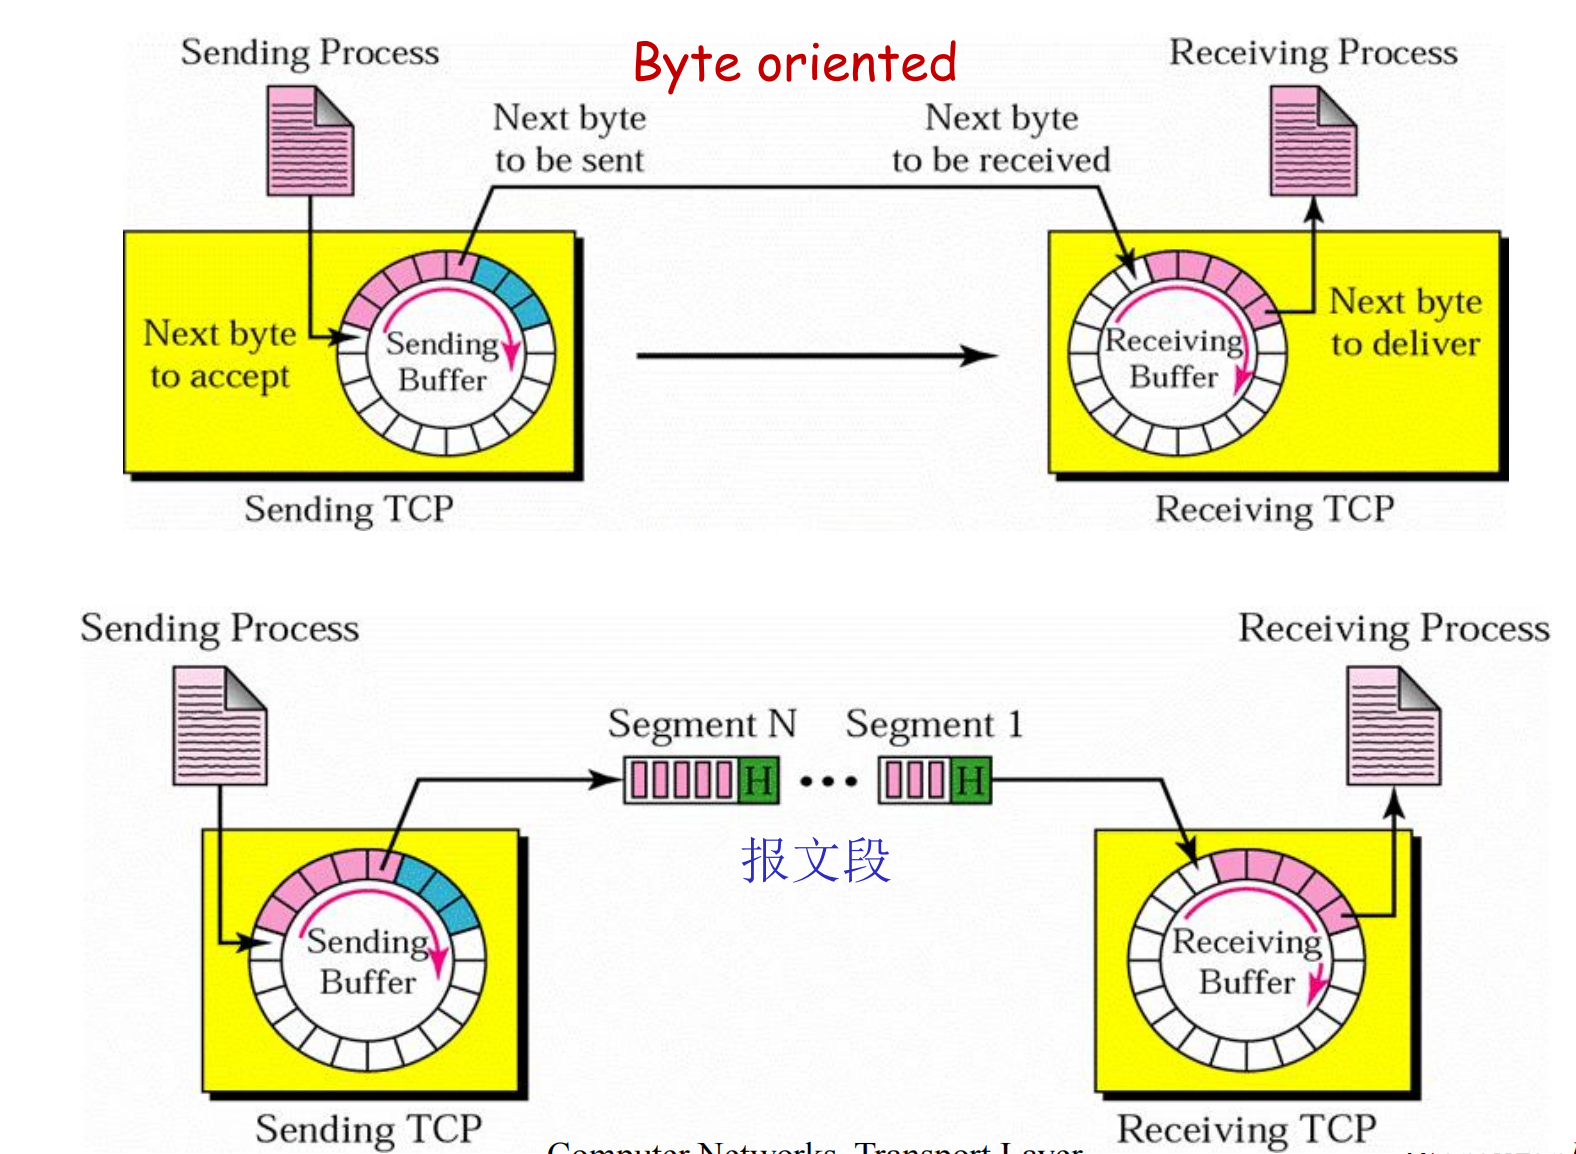 Byte oriented
Sending Process
Receiving Process
Next byte
to be sent
Next byte
to be received
Next byte
to accept
Sending
Buffer
Receiving
Buffer
Next byte
to deliver
Sending TCP
Receiving TCP
Sending Process
Receiving Process
Segment N
Segment 1
H
H
报文段
Sending
Buffer
Receiving
Buffer
Sending TCP
Receiving TCP
Computer Networks, Transport Layer